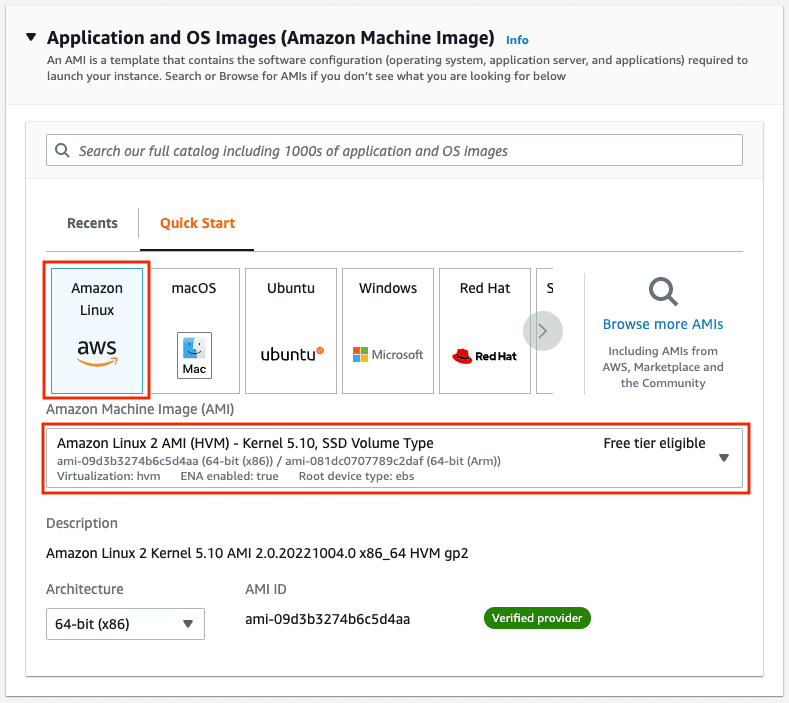 Application and OS Images (Amazon Machine Image) Info
An AMI is a template that contains the software configuration (operating system, application server, and applications) required to
launch your instance. Search or Browse for AMIs if you don’t see what you are looking for below
Search our full catalog including 1000s of application and OS images
Recents
Quick Start
Amazon
Linux
aws
macOS
Mac
Ubuntu
ubuntu
Windows
Microsoft
Red Hat
Red Hat
S
Browse more AMIs
Including AMIs from
AWS, Marketplace and
the Community
Amazon Machine Image (AMI)
Amazon Linux 2 AMI (HVM) - Kernel 5.10, SSD Volume Type
Free tier eligible
ami-09d3b3274b6c5d4aa (64-bit (x86)) / ami-081dc0707789c2daf (64-bit (Arm))
Virtualization: hvm ENA enabled: true Root device type: ebs
Description
Amazon Linux 2 Kernel 5.10 AMI 2.0.20221004.0 x86_64 HVM gp2
Architecture
AMI ID
64-bit (x86)
ami-09d3b3274b6c5d4aa
Verified provider